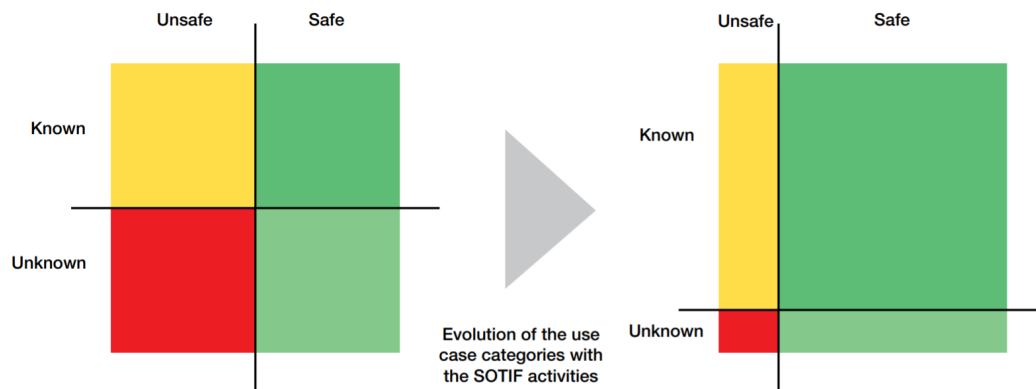 Unsafe
Safe
Known
Unknown
Evolution of the use
case categories with
the SOTIF activities
Unsafe
Safe
Known
Unknown